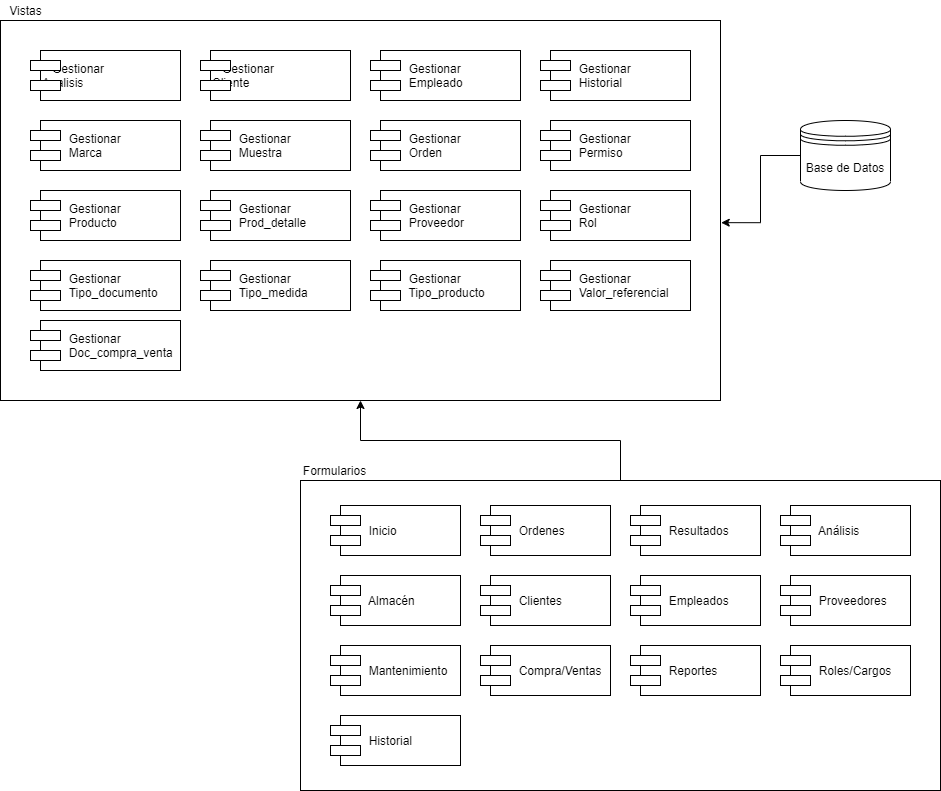 Vistas
Gestionar
Análisis
Gestionar
Cliente
Gestionar
Empleado
Gestionar
Historial
Gestionar
Marca
Gestionar
Muestra
Gestionar
Orden
Gestionar
Permiso
Base de Datos
Gestionar
Producto
Gestionar
Prod_detalle
Gestionar
Proveedor
Gestionar
Rol
Gestionar
Tipo_documento
Gestionar
Tipo_medida
Gestionar
Tipo_producto
Gestionar
Valor_referencial
Gestionar
Doc_compra_venta
Formularios
Inicio
Ordenes
Resultados
Análisis
Almacén
Clientes
Empleados
Proveedores
Mantenimiento
Compra/Ventas
Reportes
Roles/Cargos
Historial